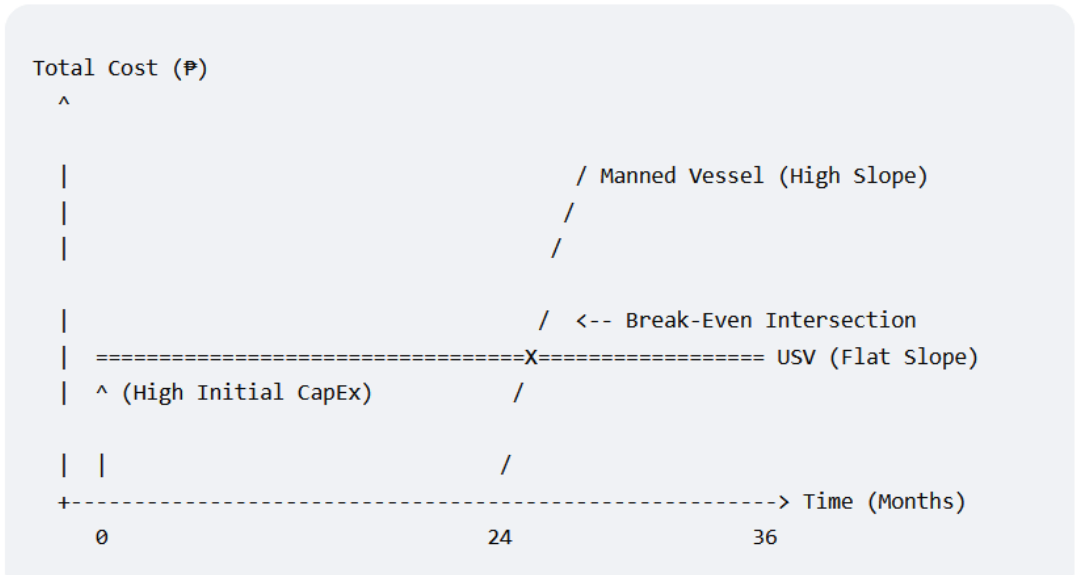 Total Cost (₱)
^
|
| / Manned Vessel (High Slope)
| /
| /
| / <-- Break-Even Intersection
| ==================================X================== USV (Flat Slope)
| ^ (High Initial CapEx) /
| | /
+--------------------------------------------------------> Time (Months)
0 24 36